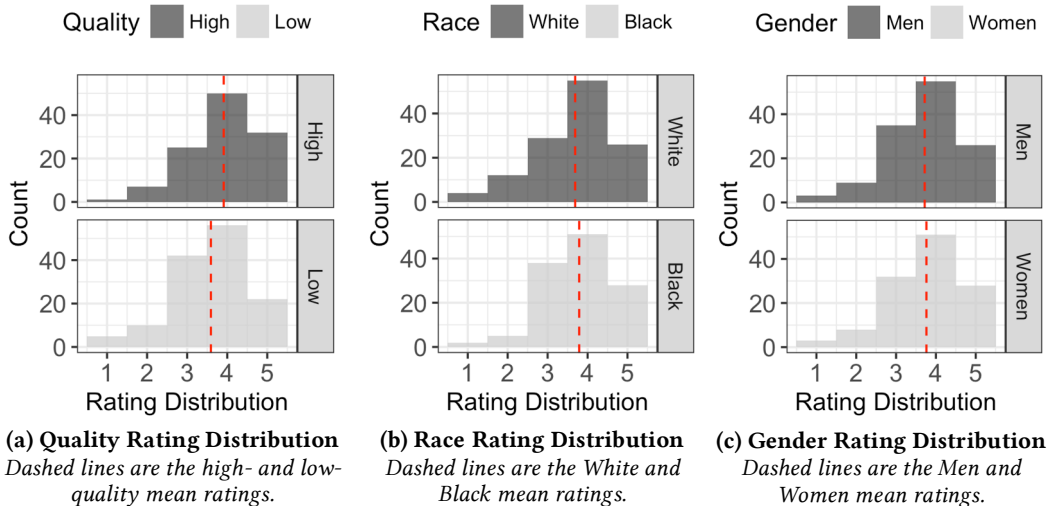 Quality High Low
Race White Black
Gender Men Women
Count
40
20
0
High
40
20
0
Low
1 2 3 4 5
Rating Distribution
Count
40
20
0
White
40
20
0
Black
1 2 3 4 5
Rating Distribution
Count
40
20
0
Men
40
20
0
Women
1 2 3 4 5
Rating Distribution
(a) Quality Rating Distribution
Dashed lines are the high- and low-
quality mean ratings.
(b) Race Rating Distribution
Dashed lines are the White and
Black mean ratings.
(c) Gender Rating Distribution
Dashed lines are the Men and
Women mean ratings.